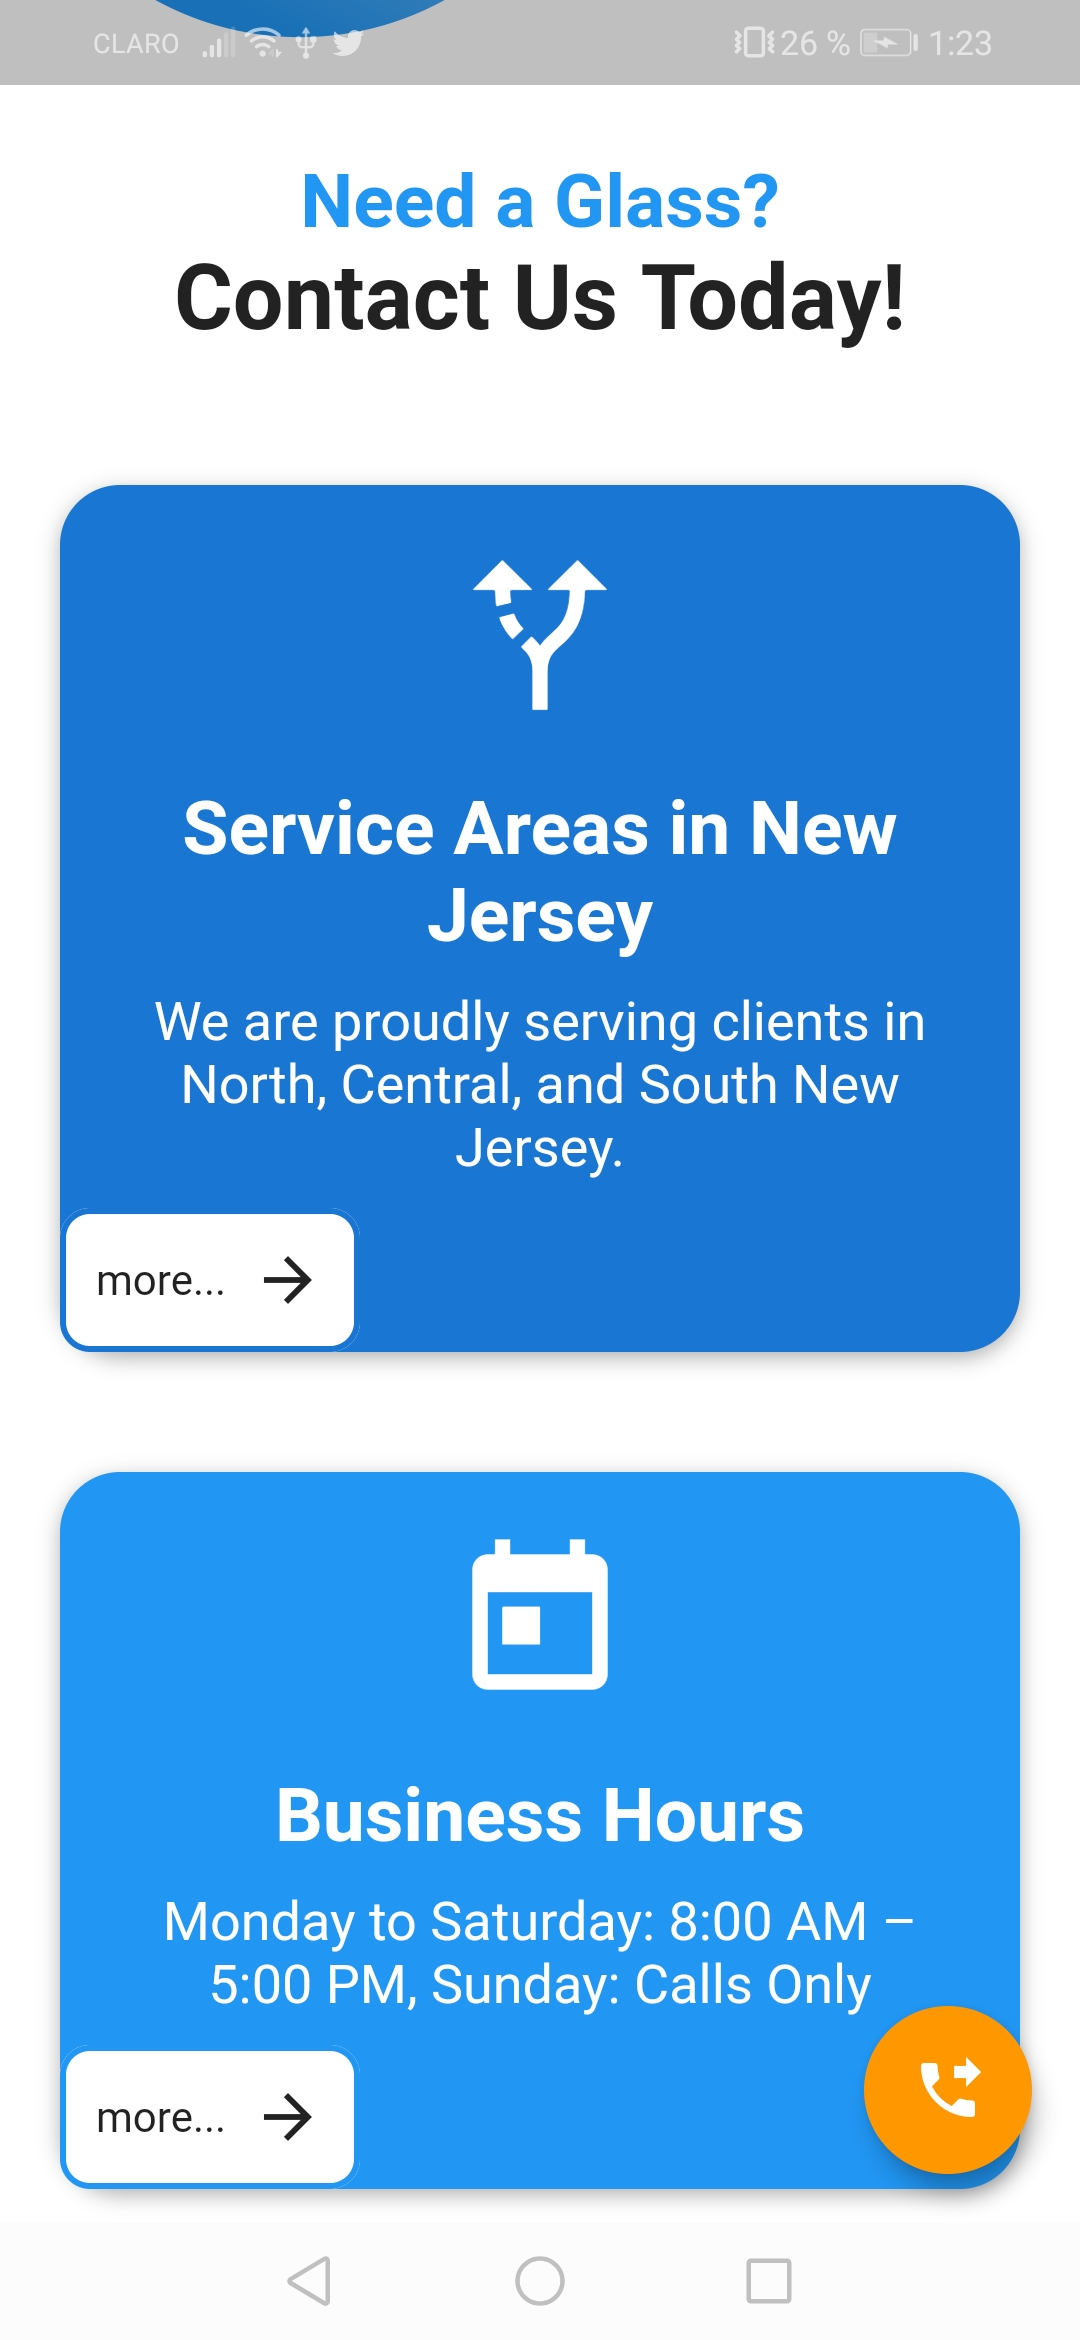 CLARO 26 % 1:23
Need a Glass?
Contact Us Today!
Service Areas in New
Jersey
We are proudly serving clients in
North, Central, and South New
Jersey.
more...
Business Hours
Monday to Saturday: 8:00 AM –
5:00 PM, Sunday: Calls Only
more...